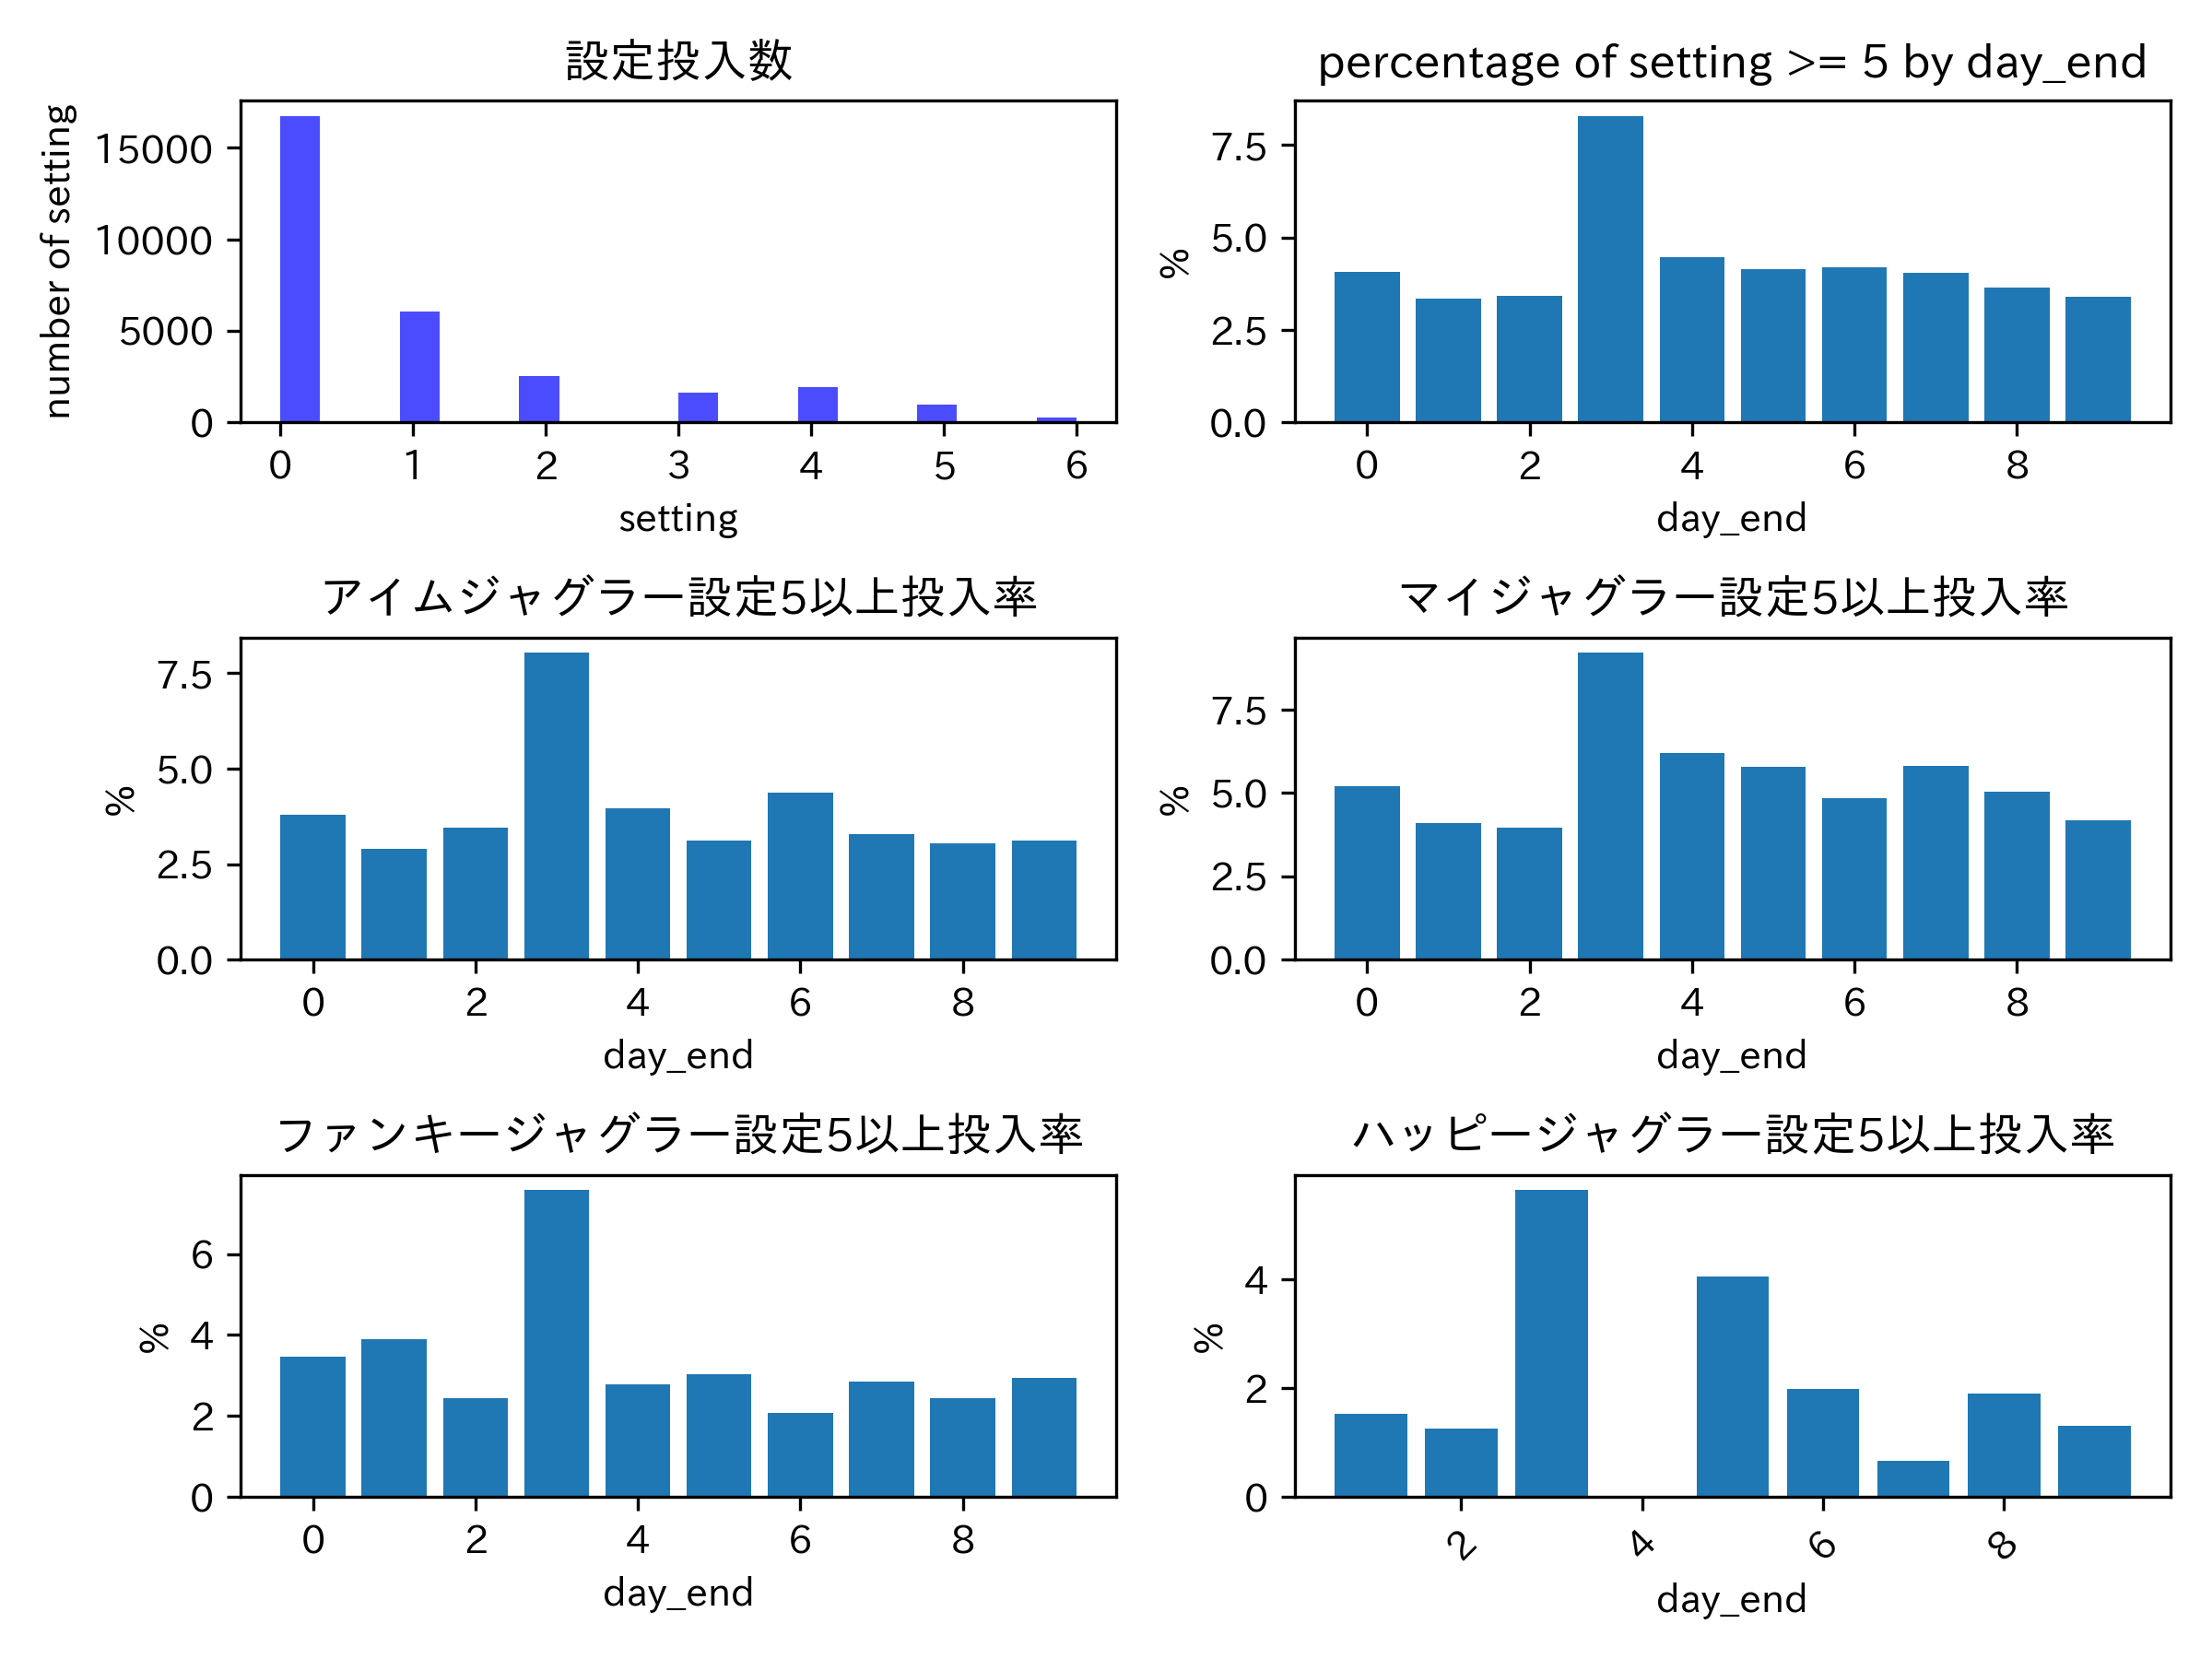 設定投入数
number of setting
15000
10000
5000
0
0 1 2 3 4 5 6
setting
percentage of setting >= 5 by day_end
%
7.5
5.0
2.5
0.0
0 2 4 6 8
day_end
アイムジャグラー設定5以上投入率
%
7.5
5.0
2.5
0.0
0 2 4 6 8
day_end
マイジャグラー設定5以上投入率
%
7.5
5.0
2.5
0.0
0 2 4 6 8
day_end
ファンキージャグラー設定5以上投入率
%
6
4
2
0
0 2 4 6 8
day_end
ハッピージャグラー設定5以上投入率
%
4
2
0
2 4 6 8
day_end